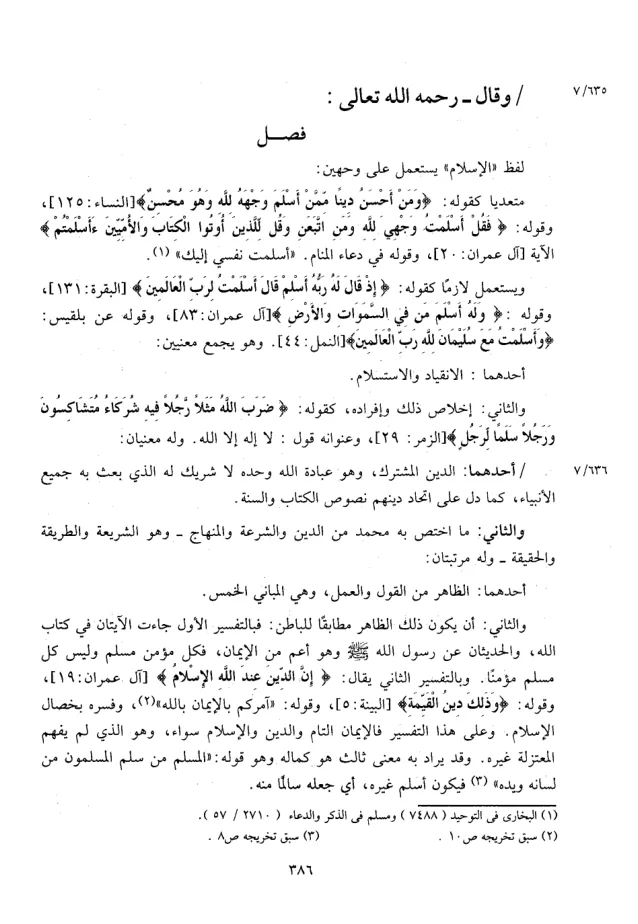 ٧/٦٣٥ / وقال ـ رحمه الله تعالى :
فصــل
لفظ «الإسلام» يستعمل على وجهين:
متعديا كقوله: ﴿وَمَنْ أَحْسَنُ دِينًا مِّمَّنْ أَسْلَمَ وَجْهَهُ لِلَّهِ وَهُوَ مُحْسِنٌ﴾[النساء:١٢٥]،
وقوله: ﴿ فَقُلْ أَسْلَمْتُ وَجْهِيَ لِلَّهِ وَمَنِ اتَّبَعَنِ وَقُل لِّلَّذِينَ أُوتُوا الْكِتَابَ وَالأُمِّيِّينَ ءَأَسْلَمْتُمْ ﴾
الآية [آل عمران:٢٠]، وقوله في دعاء المنام. «أسلمت نفسي إليك» (١).
ويستعمل لازمًا كقوله: ﴿ إِذْ قَالَ لَهُ رَبُّهُ أَسْلِمْ قَالَ أَسْلَمْتُ لِرَبِّ الْعَالَمِينَ ﴾ [البقرة:١٣١]،
وقوله :﴿ وَلَهُ أَسْلَمَ مَن فِي السَّمَوَاتِ وَالأَرْضِ ﴾[آل عمران:٨٣]، وقوله عن بلقيس:
﴿وَأَسْلَمْتُ مَعَ سُلَيْمَانَ لِلَّهِ رَبِّ الْعَالَمِينَ﴾[النمل:٤٤]. وهو يجمع معنيين:
أحدهما: الانقياد والاستسلام.
والثاني: إخلاص ذلك وإفراده، كقوله: ﴿ ضَرَبَ اللَّهُ مَثَلاً رَّجُلاً فِيهِ شُرَكَاءُ مُتَشَاكِسُونَ
وَرَجُلاً سَلَمًا لِّرَجُلٍ ﴾[الزمر: ٢٩]، وعنوانه قول : لا إله إلا الله. وله معنيان:
٧/٦٣٦ / أحدهما: الدين المشترك، وهو عبادة الله وحده لا شريك له الذي بعث به جميع
الأنبياء، كما دل على اتحاد دينهم نصوص الكتاب والسنة.
والثاني: ما اختص به محمد من الدين والشرعة والمنهاج ـ وهو الشريعة والطريقة
والحقيقة ـ وله مرتبتان:
أحدهما: الظاهر من القول والعمل، وهي المباني الخمس.
والثاني: أن يكون ذلك الظاهر مطابقًا للباطن: فبالتفسير الأول جاءت الآيتان في كتاب
الله، والحديثان عن رسول الله ﷺ وهو أعم من الإيمان، فكل مؤمن مسلم وليس كل
مسلم مؤمنًا. وبالتفسير الثاني يقال: ﴿ إِنَّ الدِّينَ عِندَ اللَّهِ الإِسْلامُ ﴾ [آل عمران:١٩]،
وقوله: ﴿وَذَلِكَ دِينُ الْقَيِّمَةِ﴾ [البينة:٥]، وقوله: «آمركم بالإيمان بالله»(٢)، وفسره بخصال
الإسلام. وعلى هذا التفسير فالإيمان التام والدين والإسلام سواء، وهو الذي لم يفهم
المعتزلة غيره. وقد يراد به معنى ثالث هو كماله وهو قوله:«المسلم من سلم المسلمون من
لسانه ويده» (٣) فيكون أسلم غيره، أي جعله سالمًا منه.
(١) البخارى فى التوحيد ( ٧٤٨٨ ) ومسلم فى الذكر والدعاء ( ٢٧١٠ / ٥٧ ).
(٢) سبق تخريجه ص١٠ . (٣) سبق تخريجه ص٨ .
٣٨٦